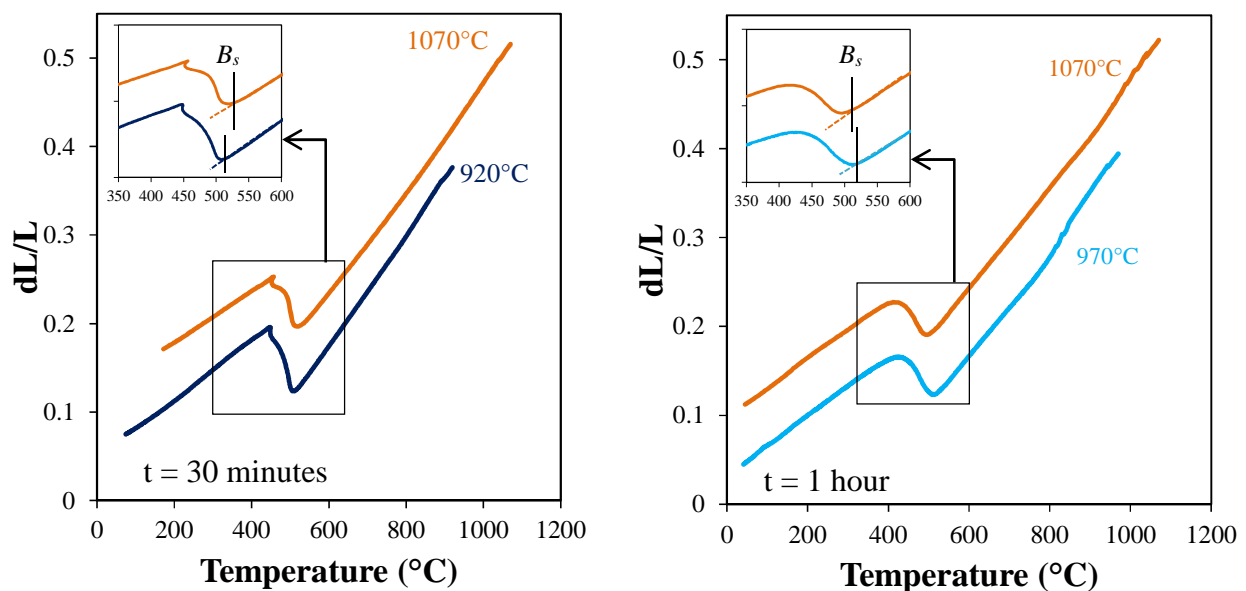 0.5
0.4
0.3
0.2
0.1
0
dL/L
0 200 400 600 800 1000 1200
Temperature (°C)
1070°C
920°C
t = 30 minutes
Bs
350 400 450 500 550 600
0.5
0.4
0.3
0.2
0.1
0
dL/L
0 200 400 600 800 1000 1200
Temperature (°C)
1070°C
970°C
t = 1 hour
Bs
350 400 450 500 550 600